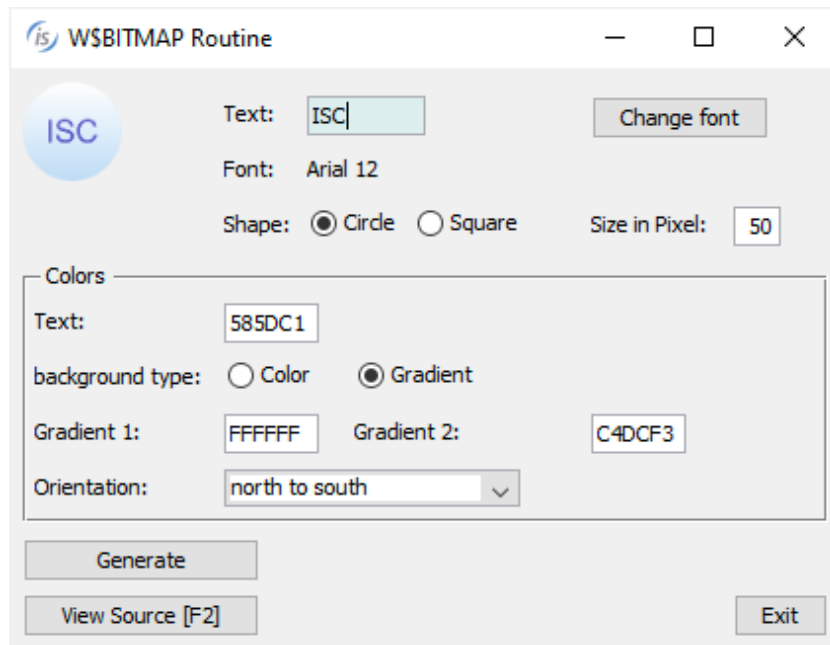 is W$BITMAP Routine
ISC
Text: ISC Change font
Font: Arial 12
Shape: Circle Square Size in Pixel: 50
Colors
Text: 585DC1
background type: Color Gradient
Gradient 1: FFFFFF Gradient 2: C4DCF3
Orientation: north to south
Generate
View Source [F2] Exit